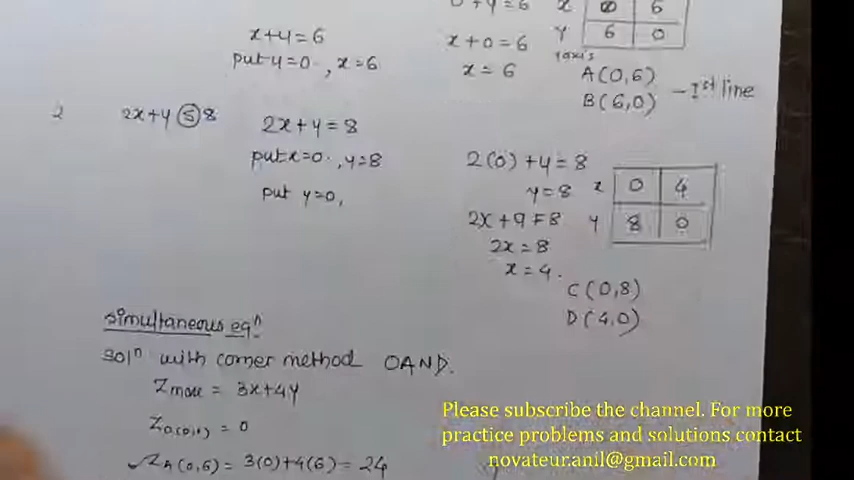 0+y=6 x 0 6
x+y=6
y 6 0
put y=0, x=6
x+0=6
x=6
A(0,6)
B(6,0) - Ist line
2 2x+y ≤ 8 2x+y=8
put x=0, y=8
put y=0,
2(0)+y=8
y=8 x 0 4
2x+0=8 y 8 0
2x=8
x=4.
C(0,8)
D(4,0)
simultaneous eqn
soln with corner method OAND.
Zmax = 3x+4y
ZO(0,0) = 0
ZA(0,6) = 3(0)+4(6)=24
Please subscribe the channel. For more
practice problems and solutions contact
novateur.anil@gmail.com